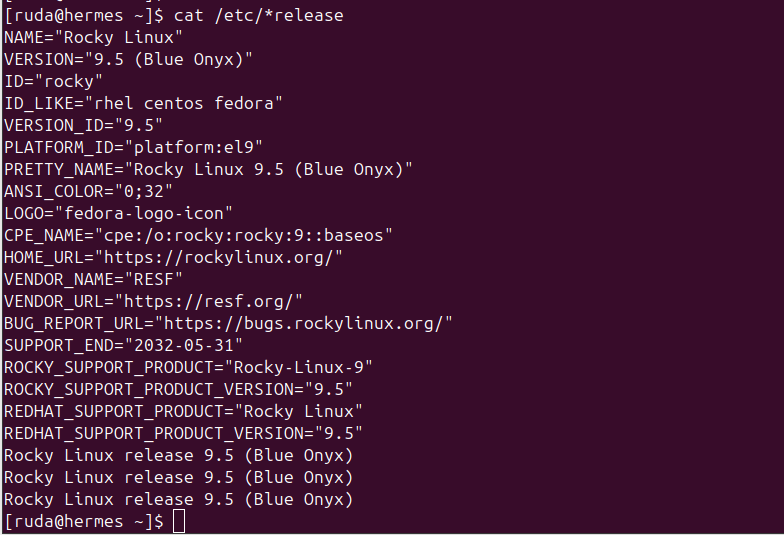 [ruda@hermes ~]$ cat /etc/*release
NAME="Rocky Linux"
VERSION="9.5 (Blue Onyx)"
ID="rocky"
ID_LIKE="rhel centos fedora"
VERSION_ID="9.5"
PLATFORM_ID="platform:el9"
PRETTY_NAME="Rocky Linux 9.5 (Blue Onyx)"
ANSI_COLOR="0;32"
LOGO="fedora-logo-icon"
CPE_NAME="cpe:/o:rocky:rocky:9::baseos"
HOME_URL="https://rockylinux.org/"
VENDOR_NAME="RESF"
VENDOR_URL="https://resf.org/"
BUG_REPORT_URL="https://bugs.rockylinux.org/"
SUPPORT_END="2032-05-31"
ROCKY_SUPPORT_PRODUCT="Rocky-Linux-9"
ROCKY_SUPPORT_PRODUCT_VERSION="9.5"
REDHAT_SUPPORT_PRODUCT="Rocky Linux"
REDHAT_SUPPORT_PRODUCT_VERSION="9.5"
Rocky Linux release 9.5 (Blue Onyx)
Rocky Linux release 9.5 (Blue Onyx)
Rocky Linux release 9.5 (Blue Onyx)
[ruda@hermes ~]$